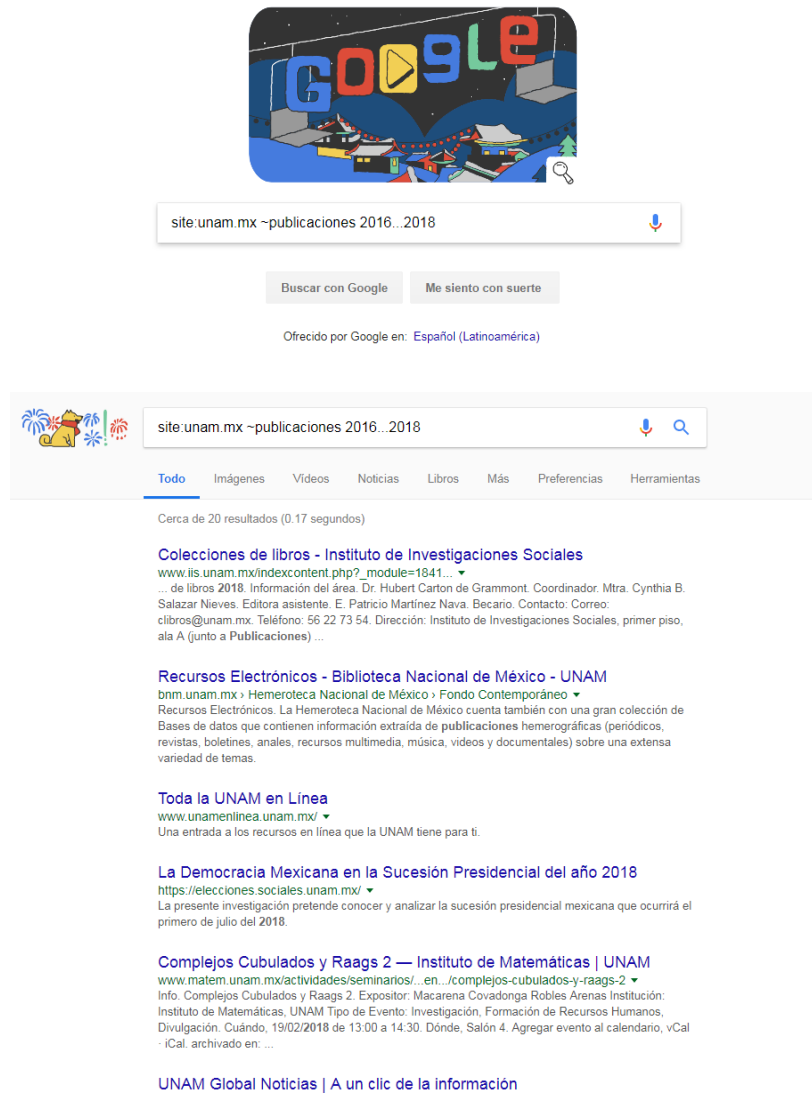 Google
site:unam.mx ~publicaciones 2016...2018
Buscar con Google Me siento con suerte
Ofrecido por Google en: Español (Latinoamérica)
site:unam.mx ~publicaciones 2016...2018
Todo Imágenes Vídeos Noticias Libros Más Preferencias Herramientas
Cerca de 20 resultados (0.17 segundos)
Colecciones de libros - Instituto de Investigaciones Sociales
www.iis.unam.mx/indexcontent.php?_module=1841...
... de libros 2018. Información del área. Dr. Hubert Carton de Grammont. Coordinador. Mtra. Cynthia B.
Salazar Nieves. Editora asistente. E. Patricio Martínez Nava. Becario. Contacto: Correo:
clibros@unam.mx. Teléfono: 56 22 73 54. Dirección: Instituto de Investigaciones Sociales, primer piso,
ala A (junto a Publicaciones) ...
Recursos Electrónicos - Biblioteca Nacional de México - UNAM
bnm.unam.mx › Hemeroteca Nacional de México › Fondo Contemporáneo
Recursos Electrónicos. La Hemeroteca Nacional de México cuenta también con una gran colección de
Bases de datos que contienen información extraída de publicaciones hemerográficas (periódicos,
revistas, boletines, anales, recursos multimedia, música, videos y documentales) sobre una extensa
variedad de temas.
Toda la UNAM en Línea
www.unamenlinea.unam.mx/
Una entrada a los recursos en línea que la UNAM tiene para ti.
La Democracia Mexicana en la Sucesión Presidencial del año 2018
https://elecciones.sociales.unam.mx/
La presente investigación pretende conocer y analizar la sucesión presidencial mexicana que ocurrirá el
primero de julio del 2018.
Complejos Cubulados y Raags 2 — Instituto de Matemáticas | UNAM
www.matem.unam.mx/actividades/seminarios/...en.../complejos-cubulados-y-raags-2
Info. Complejos Cubulados y Raags 2. Expositor: Macarena Covadonga Robles Arenas Institución:
Instituto de Matemáticas, UNAM Tipo de Evento: Investigación, Formación de Recursos Humanos,
Divulgación. Cuándo, 19/02/2018 de 13:00 a 14:30. Dónde, Salón 4. Agregar evento al calendario, vCal
· iCal. archivado en: ...
UNAM Global Noticias | A un clic de la información